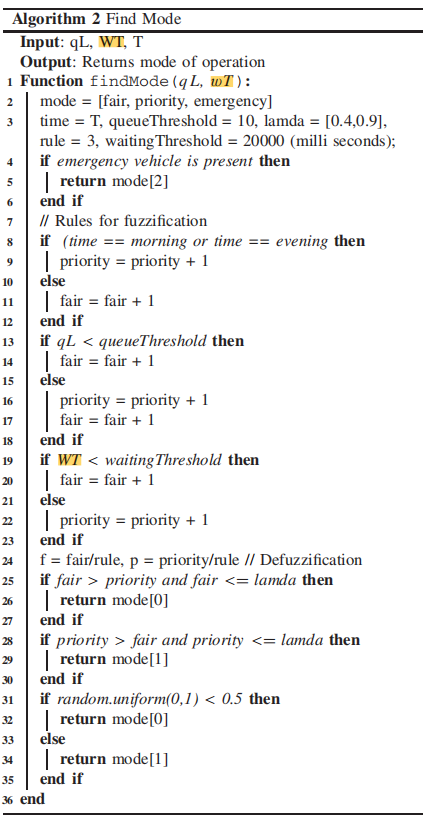 Algorithm 2 Find Mode
Input: qL, WT, T
Output: Returns mode of operation
1 Function findMode(qL, wT):
2 mode = [fair, priority, emergency]
3 time = T, queueThreshold = 10, lamda = [0.4,0.9],
rule = 3, waitingThreshold = 20000 (milli seconds);
4 if emergency vehicle is present then
5 return mode[2]
6 end if
7 // Rules for fuzzification
8 if (time == morning or time == evening then
9 priority = priority + 1
10 else
11 fair = fair + 1
12 end if
13 if qL < queueThreshold then
14 fair = fair + 1
15 else
16 priority = priority + 1
17 fair = fair + 1
18 end if
19 if WT < waitingThreshold then
20 fair = fair + 1
21 else
22 priority = priority + 1
23 end if
24 f = fair/rule, p = priority/rule // Defuzzification
25 if fair > priority and fair <= lamda then
26 return mode[0]
27 end if
28 if priority > fair and priority <= lamda then
29 return mode[1]
30 end if
31 if random.uniform(0,1) < 0.5 then
32 return mode[0]
33 else
34 return mode[1]
35 end if
36 end